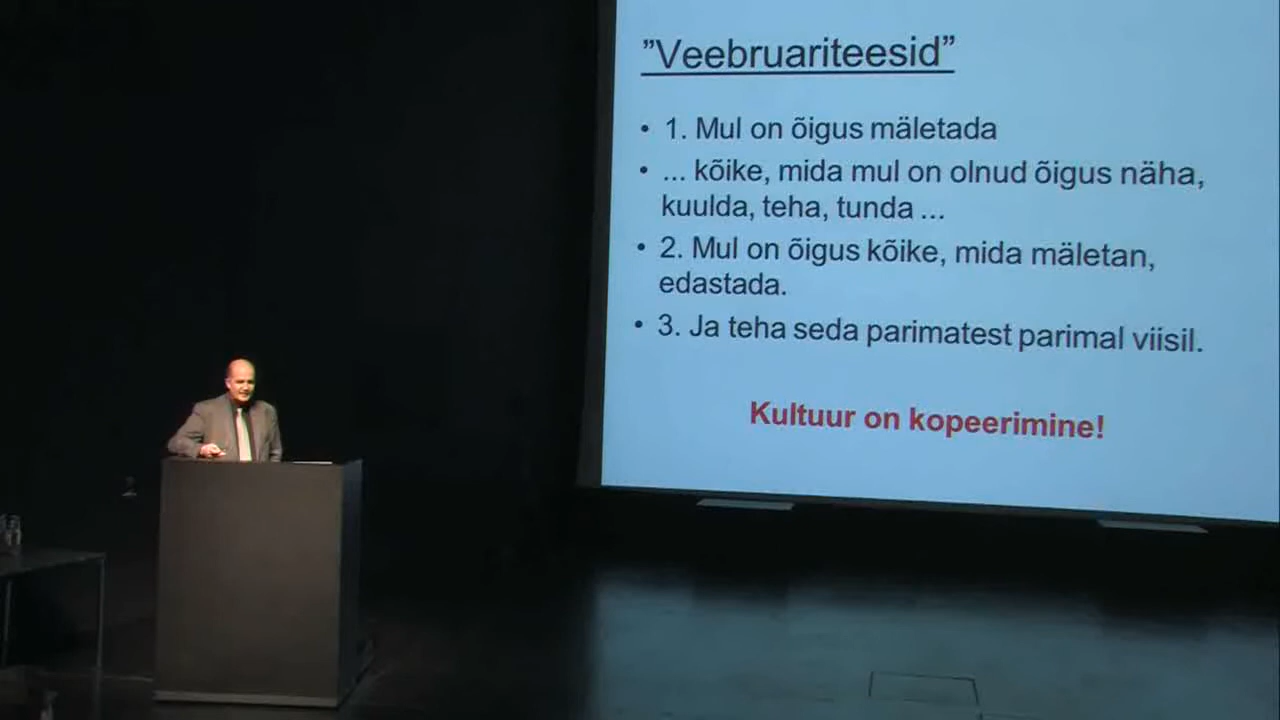 ”Veebruariteesid”
• 1. Mul on õigus mäletada
• ... kõike, mida mul on olnud õigus näha,
kuulda, teha, tunda ...
• 2. Mul on õigus kõike, mida mäletan,
edastada.
• 3. Ja teha seda parimatest parimal viisil.
Kultuur on kopeerimine!